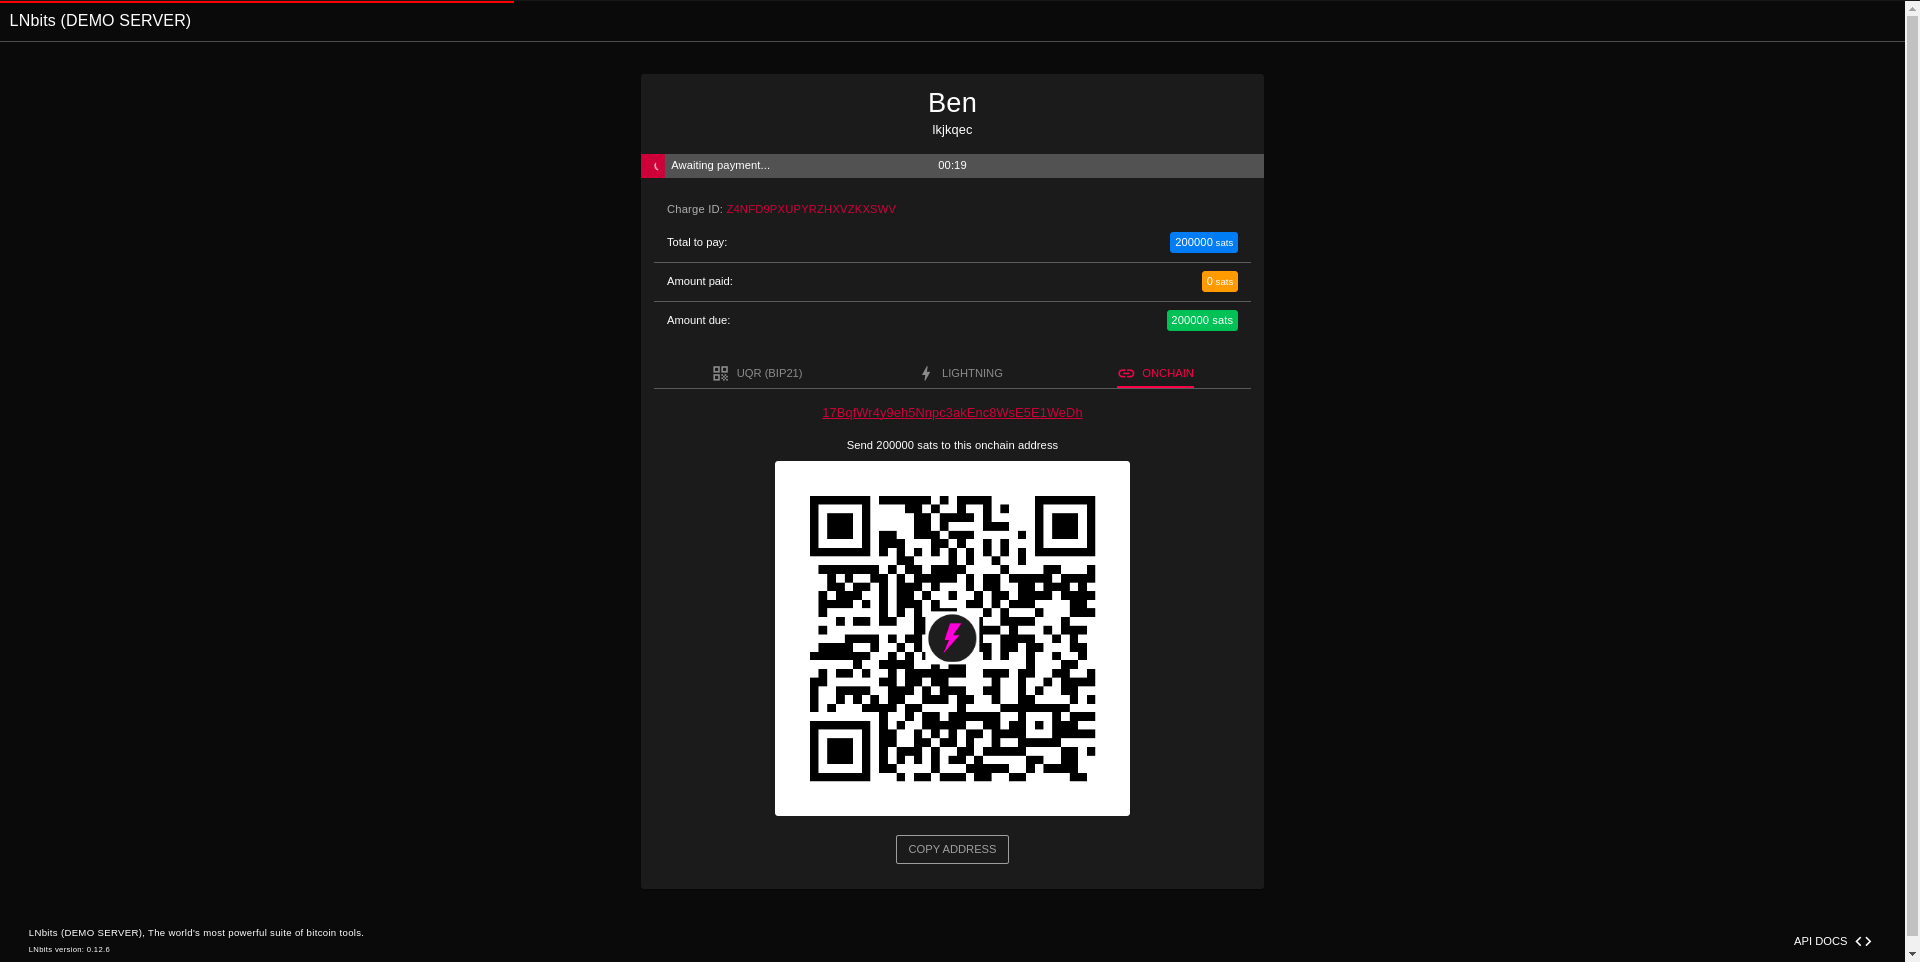 LNbits (DEMO SERVER)
Ben
lkjkqec
Awaiting payment... 00:19
Charge ID: Z4NFD9PXUPYRZHXVZKXSWV
Total to pay: 200000 sats
Amount paid: 0 sats
Amount due: 200000 sats
UQR (BIP21) LIGHTNING ONCHAIN
17BqfWr4v9eh5Nnpc3akEnc8WsE5E1WeDh
Send 200000 sats to this onchain address
COPY ADDRESS
LNbits (DEMO SERVER), The world's most powerful suite of bitcoin tools.
LNbits version: 0.12.6
API DOCS